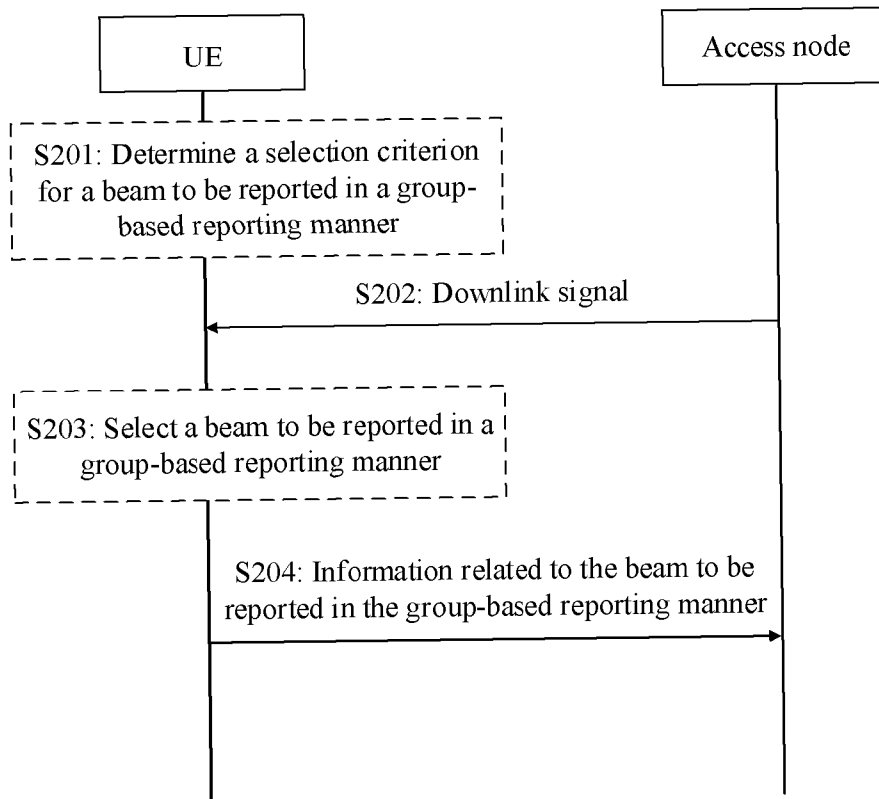 UE
Access node
S201: Determine a selection criterion
for a beam to be reported in a group-
based reporting manner
S202: Downlink signal
S203: Select a beam to be reported in a
group-based reporting manner
S204: Information related to the beam to be
reported in the group-based reporting manner